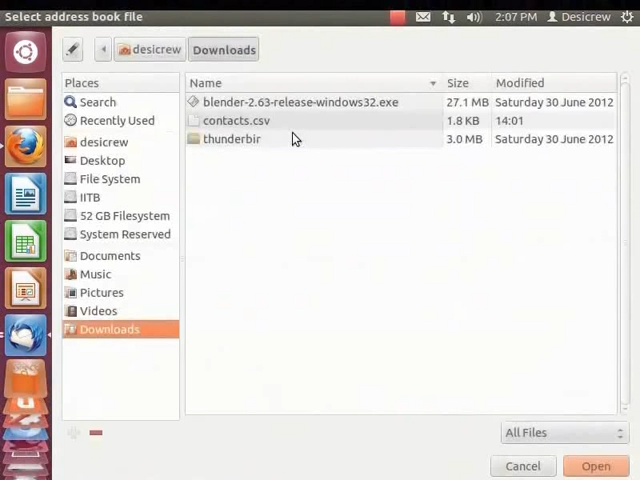 Select address book file
2:07 PM
Desicrew
desicrew
Downloads
Places
Name
Size
Modified
Search
blender-2.63-release-windows32.exe
27.1 MB
Saturday 30 June 2012
Recently Used
contacts.csv
1.8 KB
14:01
desicrew
thunderbir
3.0 MB
Saturday 30 June 2012
Desktop
File System
IITB
52 GB Filesystem
System Reserved
Documents
Music
Pictures
Videos
Downloads
All Files
Cancel
Open